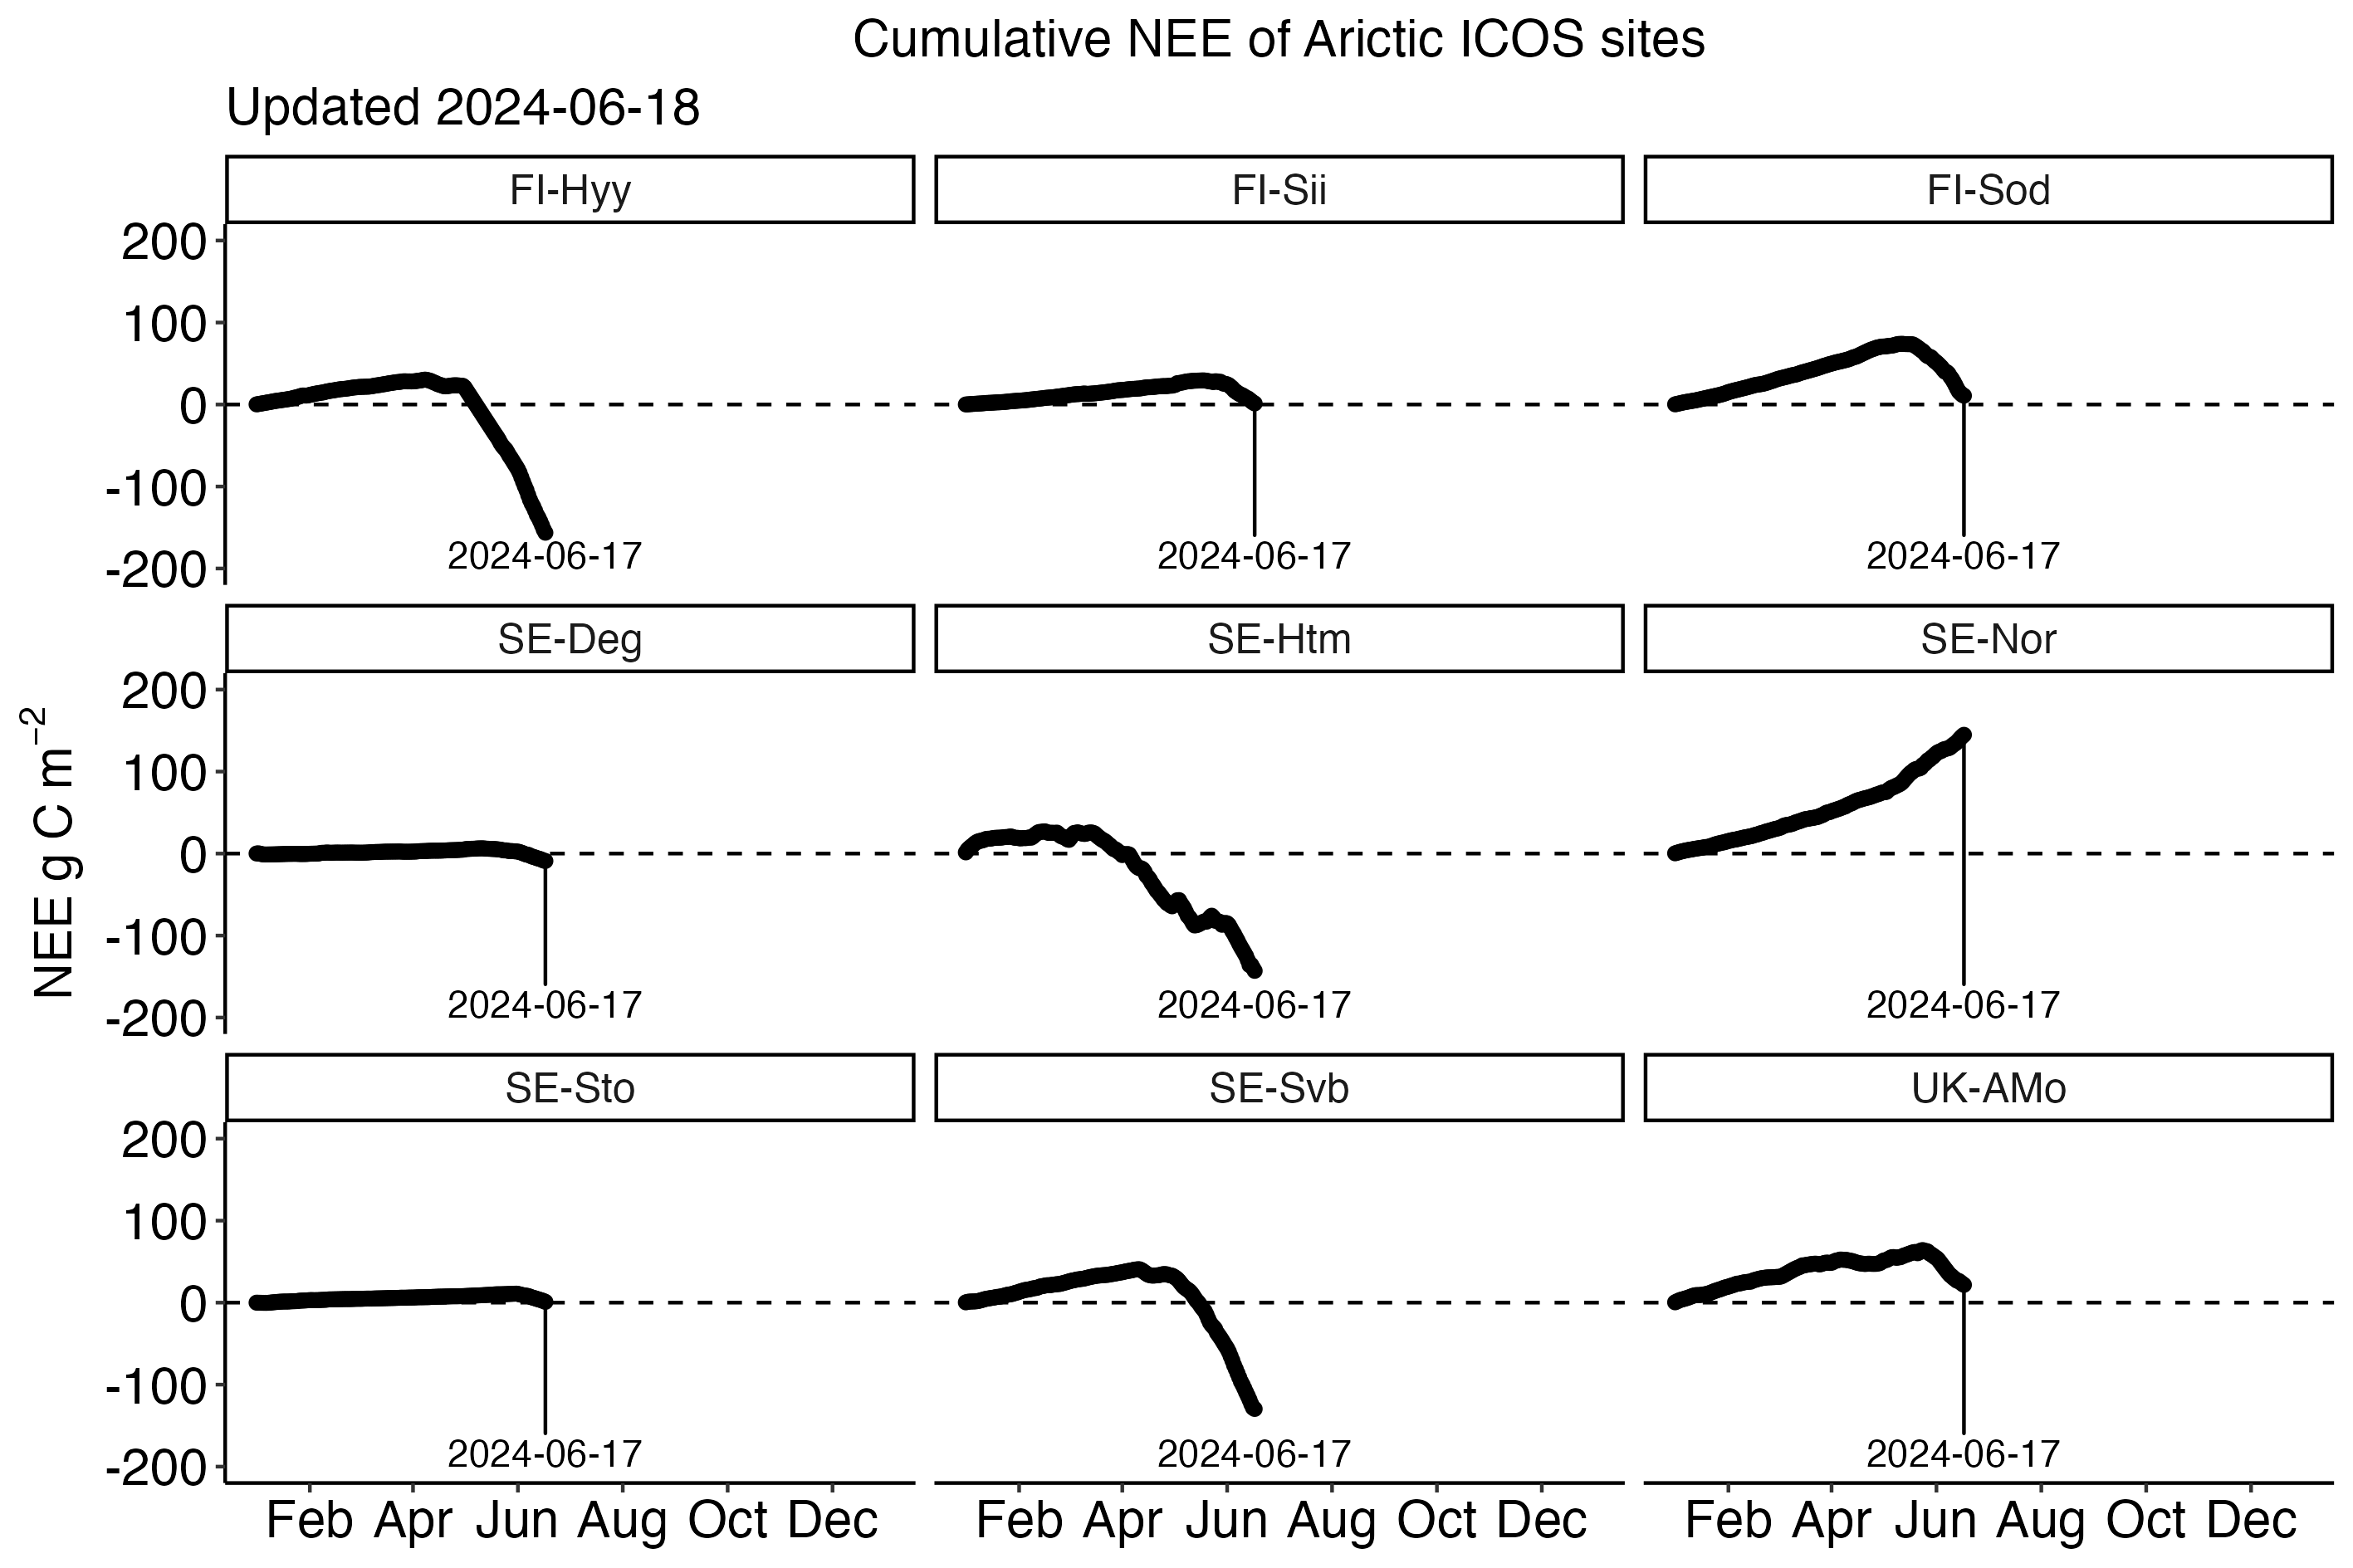 Cumulative NEE of Arictic ICOS sites
Updated 2024-06-18
FI-Hyy
FI-Sii
FI-Sod
200
100
0
-100
-200
2024-06-17
2024-06-17
2024-06-17
SE-Deg
SE-Htm
SE-Nor
200
100
0
-100
-200
2024-06-17
2024-06-17
2024-06-17
NEE g C m⁻²
SE-Sto
SE-Svb
UK-AMo
200
100
0
-100
-200
2024-06-17
2024-06-17
2024-06-17
Feb Apr Jun Aug Oct Dec
Feb Apr Jun Aug Oct Dec
Feb Apr Jun Aug Oct Dec